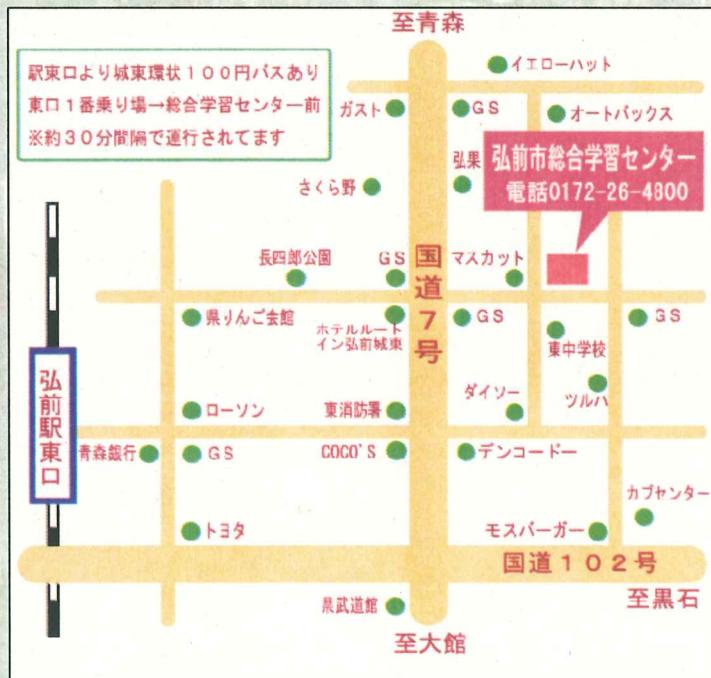 至青森
駅東口より城東環状100円バスあり
東口1番乗り場→総合学習センター前
※約30分間隔で運行されてます
イエローハット
ガスト
GS
オートバックス
弘果
弘前市総合学習センター
電話0172-26-4800
さくら野
長四郎公園
GS
国道7号
マスカット
県りんご会館
ホテルルート
イン弘前城東
GS
東中学校
GS
弘前駅東口
ローソン
東消防署
ダイソー
ツルハ
青森銀行
GS
COCO'S
デンコードー
カブセンター
トヨタ
モスバーガー
国道102号
県武道館
至黒石
至大館